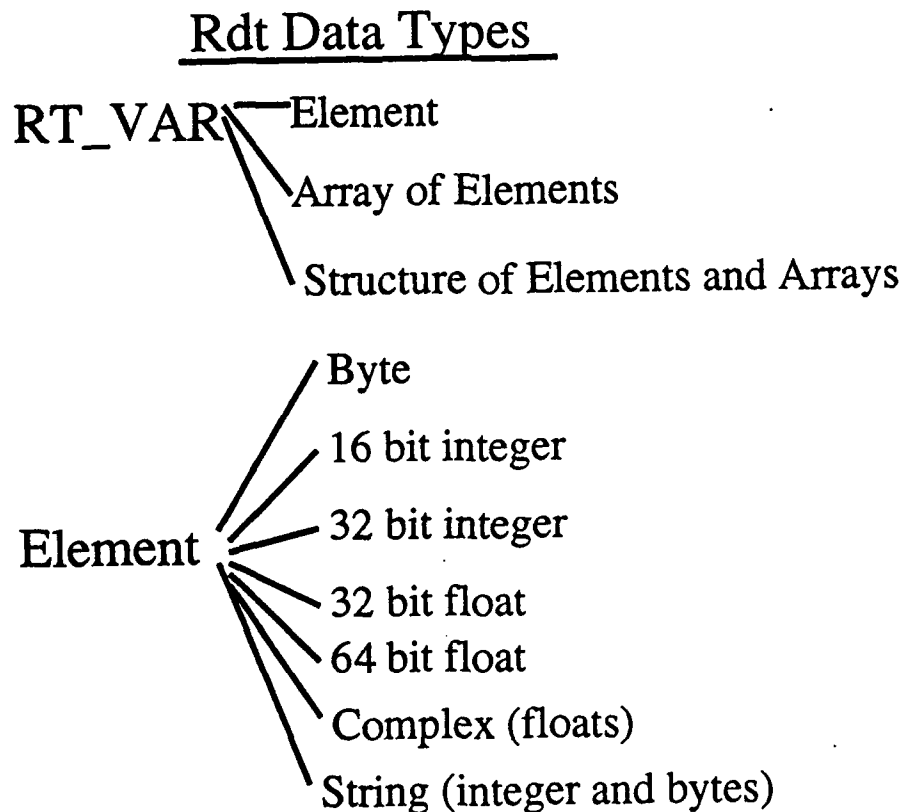 Rdt Data Types
RT_VAR
Element
Array of Elements
Structure of Elements and Arrays
Element
Byte
16 bit integer
32 bit integer
32 bit float
64 bit float
Complex (floats)
String (integer and bytes)